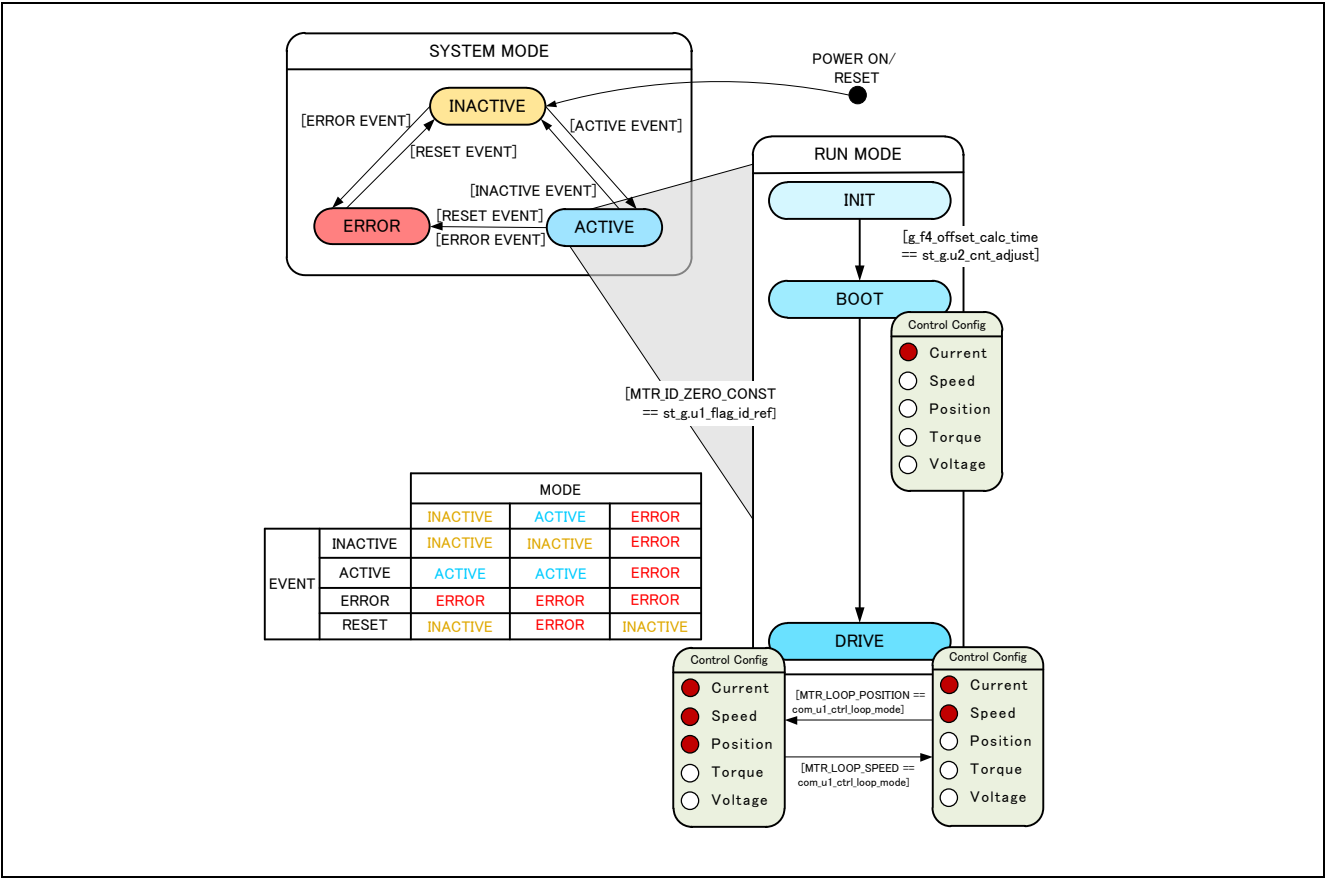 SYSTEM MODE
POWER ON/
RESET
INACTIVE
[ERROR EVENT]
[ACTIVE EVENT]
[RESET EVENT]
[INACTIVE EVENT]
[RESET EVENT]
[ERROR EVENT]
ERROR
ACTIVE
RUN MODE
INIT
[g_f4_offset_calc_time
== st_g.u2_cnt_adjust]
BOOT
Control Config
Current
Speed
Position
Torque
Voltage
[MTR_ID_ZERO_CONST
== st_g.u1_flag_id_ref]
MODE
INACTIVE ACTIVE ERROR
EVENT
INACTIVE INACTIVE INACTIVE ERROR
ACTIVE ACTIVE ACTIVE ERROR
ERROR ERROR ERROR ERROR
RESET INACTIVE ERROR INACTIVE
DRIVE
Control Config
Current
Speed
Position
Torque
Voltage
[MTR_LOOP_POSITION ==
com_u1_ctrl_loop_mode]
[MTR_LOOP_SPEED ==
com_u1_ctrl_loop_mode]
Control Config
Current
Speed
Position
Torque
Voltage